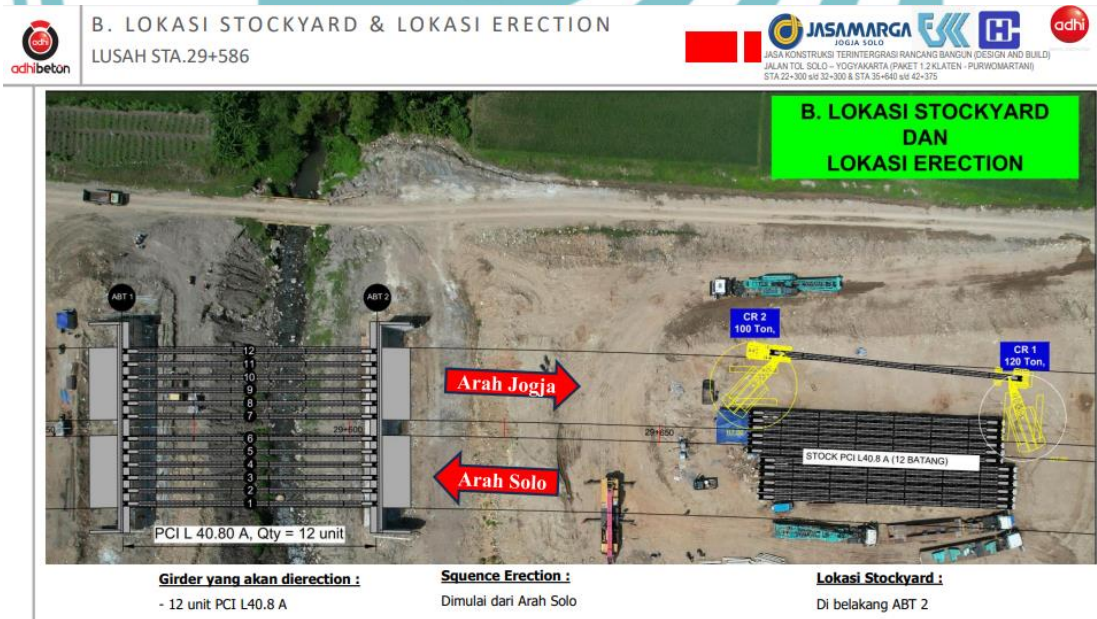 adhi
adhibeton
B. LOKASI STOCKYARD & LOKASI ERECTION
LUSAH STA.29+586
JASAMARGA
JOGJA SOLO
adhi
JASA KONSTRUKSI TERINTERGRASI RANCANG BANGUN (DESIGN AND BUILD)
JALAN TOL SOLO – YOGYAKARTA (PAKET 1.2 KLATEN - PURWOMARTANI)
STA 22+300 s/d 32+300 & STA 35+640 s/d 42+375
B. LOKASI STOCKYARD
DAN
LOKASI ERECTION
ABT 1
ABT 2
CR 2
100 Ton,
CR 1
120 Ton,
12
11
10
9
8
7
6
5
4
3
2
1
Arah Jogja
Arah Solo
29+600
29+650
STOCK PCI L40.8 A (12 BATANG)
PCI L 40.80 A, Qty = 12 unit
Girder yang akan dierection :
- 12 unit PCI L40.8 A
Squence Erection :
Dimulai dari Arah Solo
Lokasi Stockyard :
Di belakang ABT 2